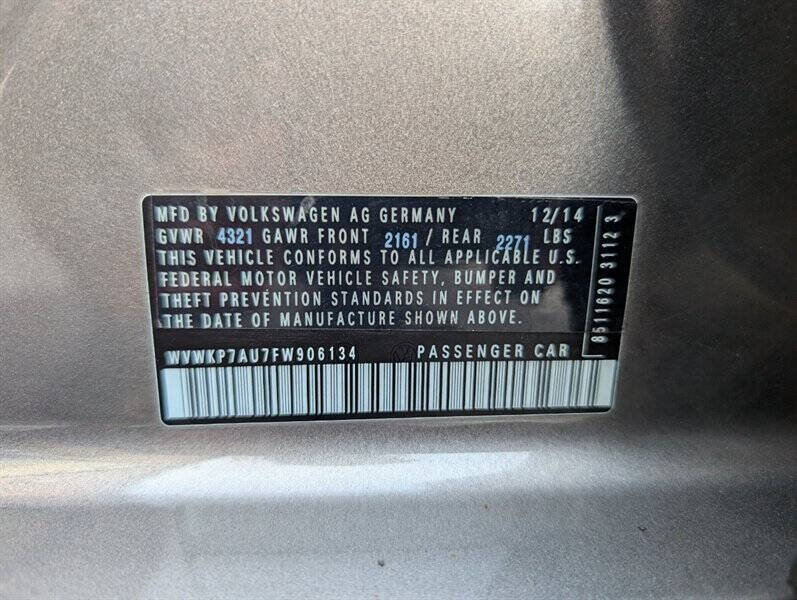 MFD BY VOLKSWAGEN AG GERMANY 12/14
GVWR 4321 GAWR FRONT 2161 / REAR 2271 LBS
THIS VEHICLE CONFORMS TO ALL APPLICABLE U.S.
FEDERAL MOTOR VEHICLE SAFETY, BUMPER AND
THEFT PREVENTION STANDARDS IN EFFECT ON
THE DATE OF MANUFACTURE SHOWN ABOVE.
WVWKP7AU7FW906134 PASSENGER CAR
8511620 3112 3